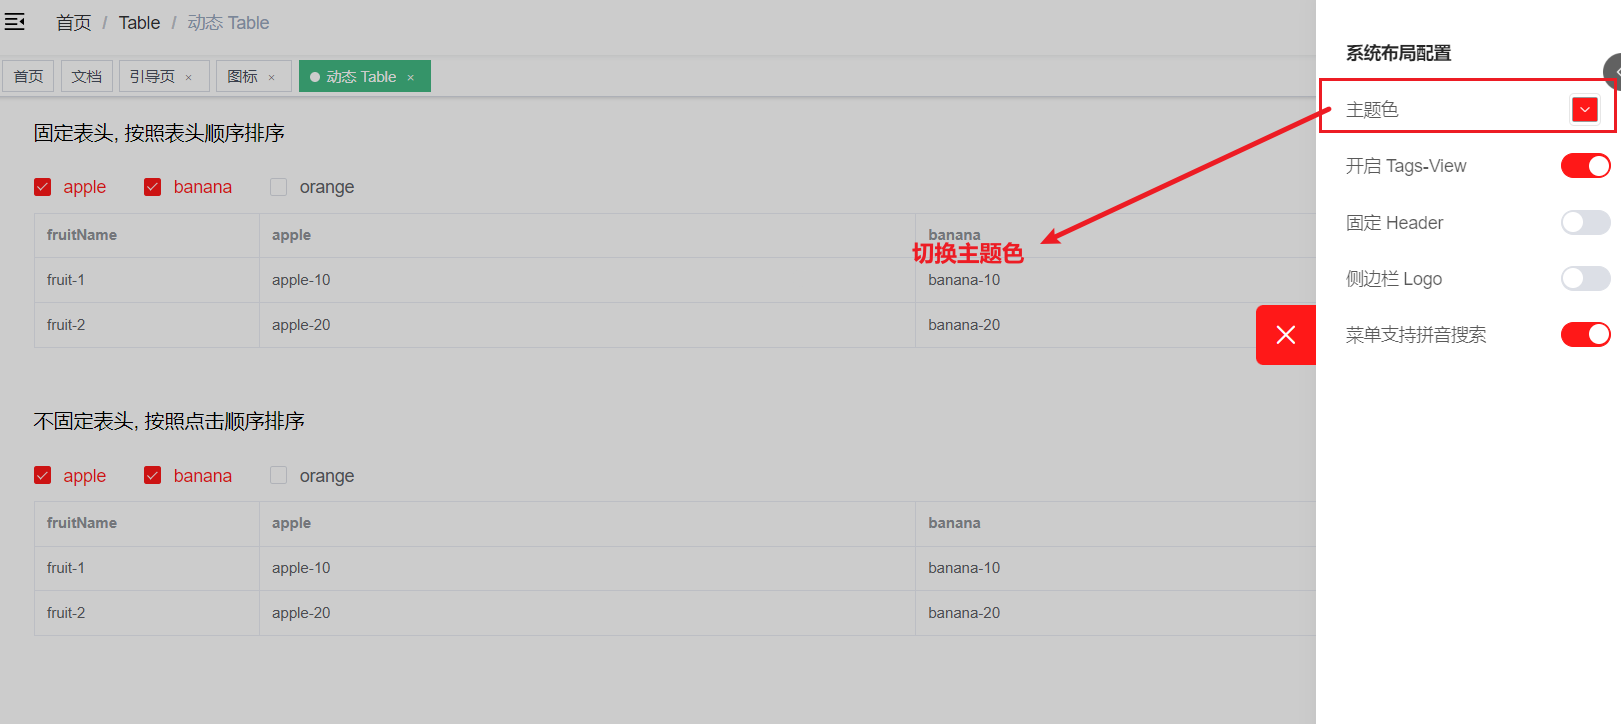 首页 / Table / 动态 Table
首页 文档 引导页 × 图标 × 动态 Table ×
固定表头, 按照表头顺序排序
apple banana orange
fruitName apple banana
fruit-1 apple-10 banana-10
fruit-2 apple-20 banana-20
切换主题色
不固定表头, 按照点击顺序排序
apple banana orange
fruitName apple banana
fruit-1 apple-10 banana-10
fruit-2 apple-20 banana-20
系统布局配置
主题色
开启 Tags-View
固定 Header
侧边栏 Logo
菜单支持拼音搜索